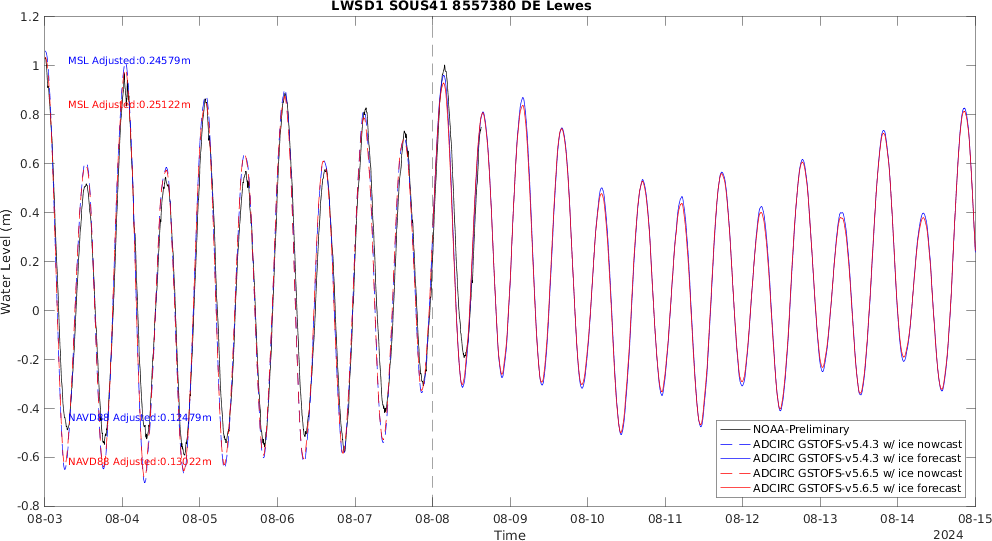 LWSD1 SOUS41 8557380 DE Lewes
1.2
1
0.8
0.6
0.4
0.2
0
-0.2
-0.4
-0.6
-0.8
Water Level (m)
MSL Adjusted:0.24579m
MSL Adjusted:0.25122m
NAVD88 Adjusted:0.12479m
NAVD88 Adjusted:0.13022m
NOAA-Preliminary
ADCIRC GSTOFS-v5.4.3 w/ ice nowcast
ADCIRC GSTOFS-v5.4.3 w/ ice forecast
ADCIRC GSTOFS-v5.6.5 w/ ice nowcast
ADCIRC GSTOFS-v5.6.5 w/ ice forecast
08-03 08-04 08-05 08-06 08-07 08-08 08-09 08-10 08-11 08-12 08-13 08-14 08-15
Time
2024